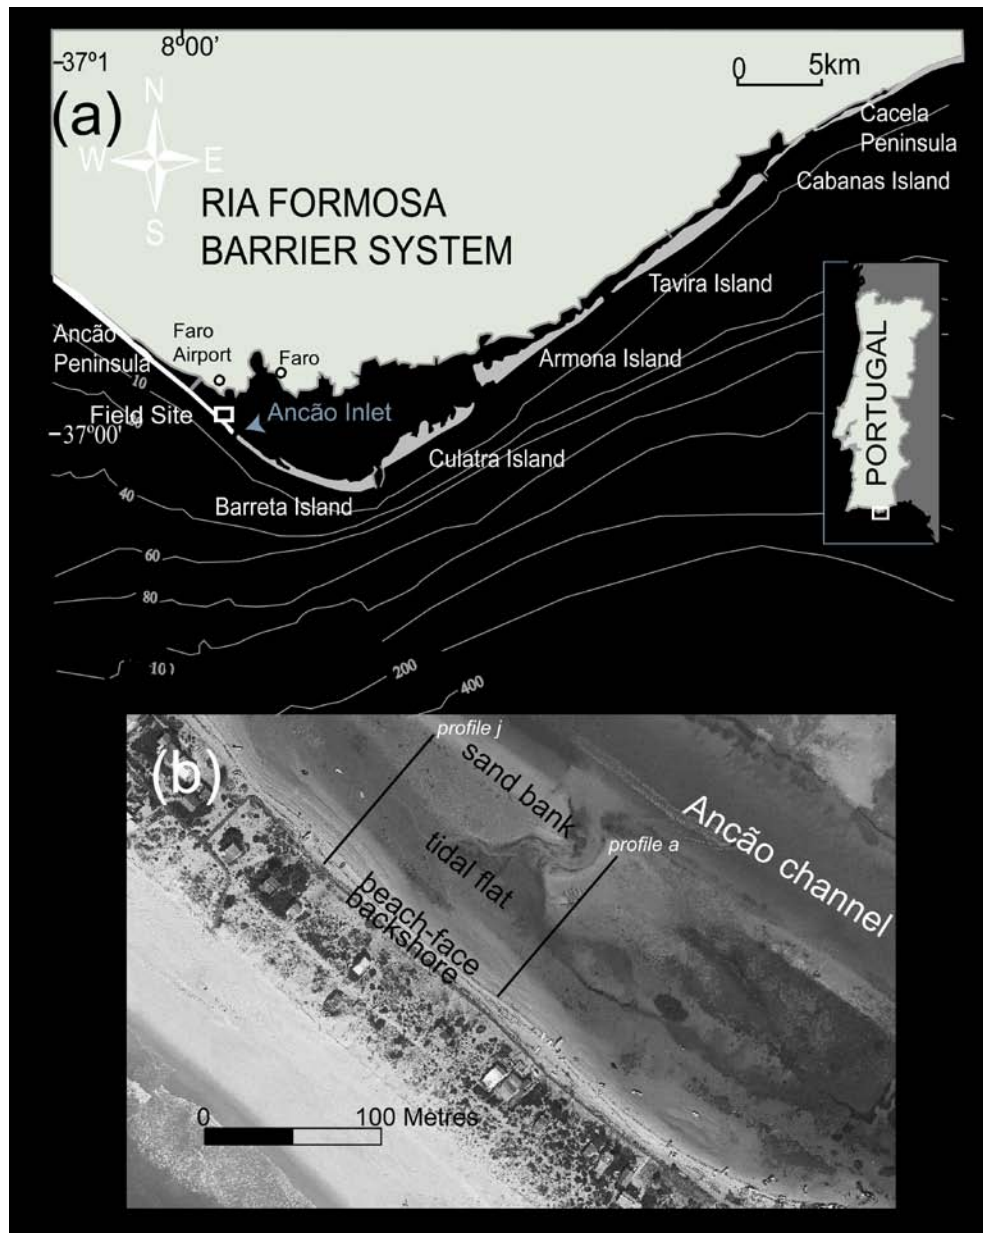 8º00'
37º1
0 5km
(a)
N
W E
S
Cacela
Peninsula
Cabanas Island
RIA FORMOSA
BARRIER SYSTEM
Tavira Island
PORTUGAL
Ancão
Peninsula
Faro
Airport
Faro
Armona Island
10
Field Site
Ancão Inlet
37º00'
Culatra Island
Barreta Island
40
60
80
200
400
(b)
profile j
sand bank
Ancão channel
profile a
tidal flat
beach-face
backshore
0 100 Metres